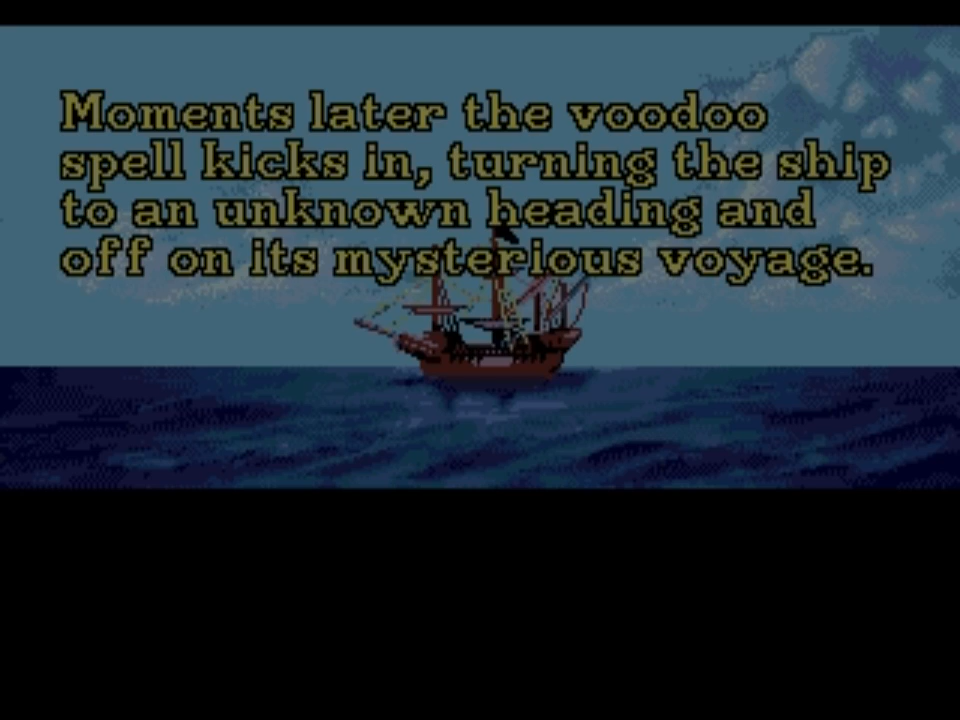 Moments later the voodoo
spell kicks in, turning the ship
to an unknown heading and
off on its mysterious voyage.